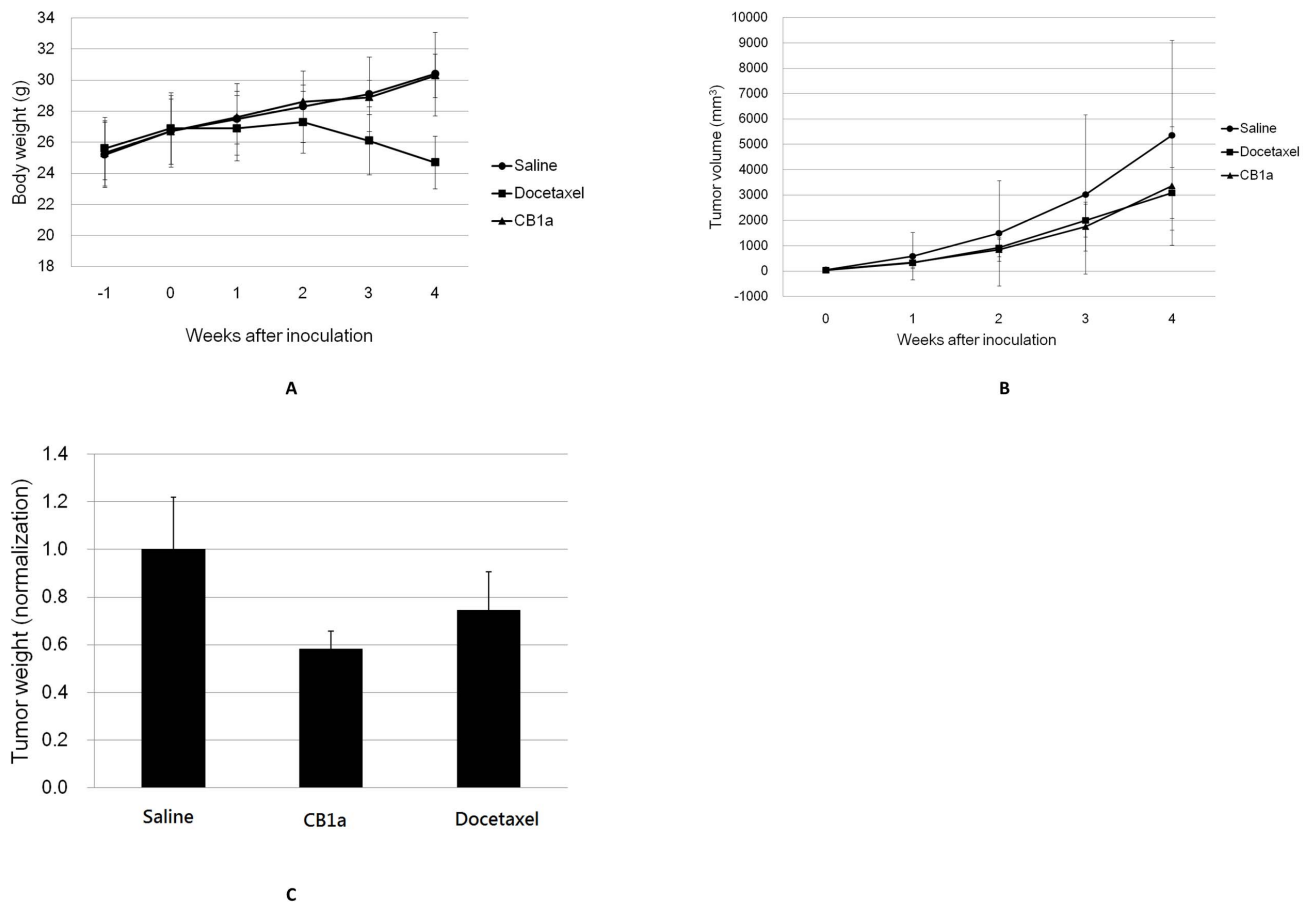 34
32
30
28
26
24
22
20
18
Body weight (g)
-1 0 1 2 3 4
Weeks after inoculation
Saline
Docetaxel
CB1a
A
10000
9000
8000
7000
6000
5000
4000
3000
2000
1000
0
-1000
Tumor volume (mm³)
0 1 2 3 4
Weeks after inoculation
Saline
Docetaxel
CB1a
B
1.4
1.2
1.0
0.8
0.6
0.4
0.2
0.0
Tumor weight (normalization)
Saline CB1a Docetaxel
C